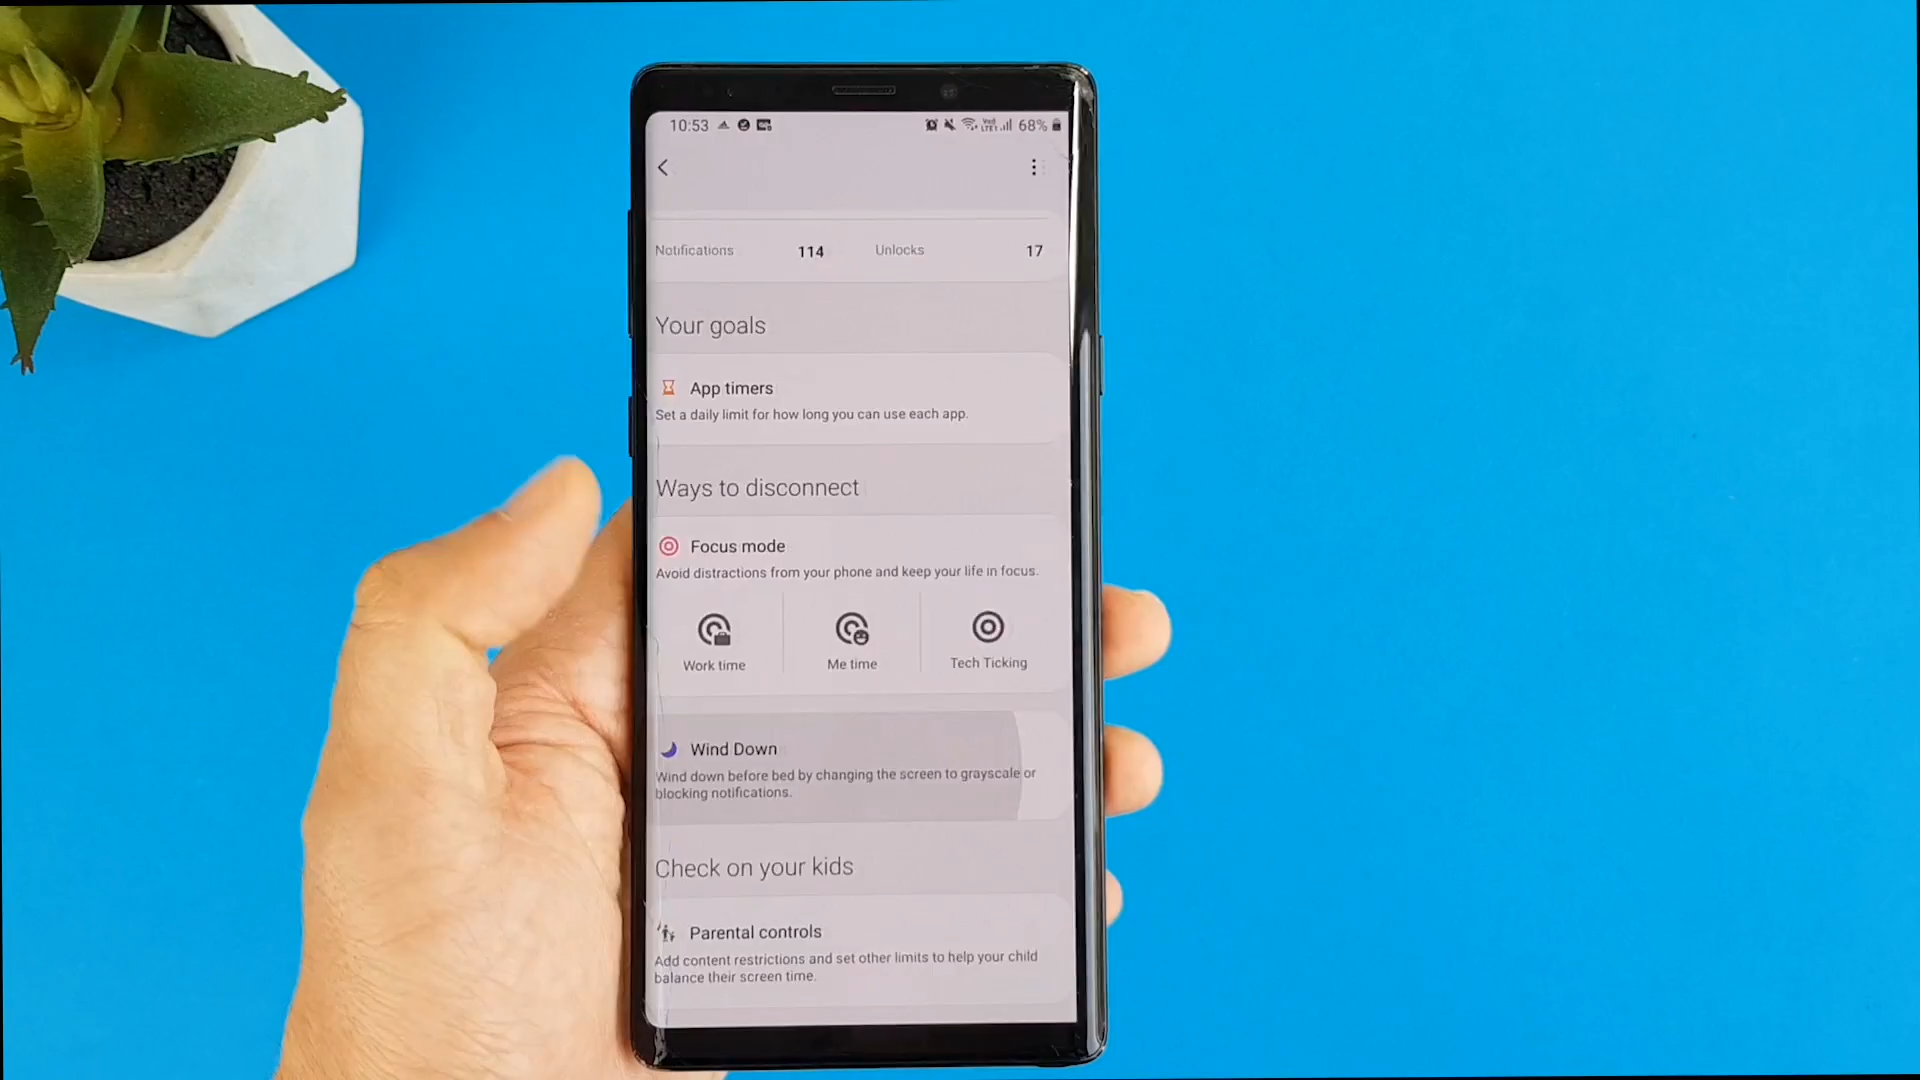 10:53 68%
Notifications 114 Unlocks 17
Your goals
App timers
Set a daily limit for how long you can use each app.
Ways to disconnect
Focus mode
Avoid distractions from your phone and keep your life in focus.
Work time Me time Tech Ticking
Wind Down
Wind down before bed by changing the screen to grayscale or
blocking notifications.
Check on your kids
Parental controls
Add content restrictions and set other limits to help your child
balance their screen time.